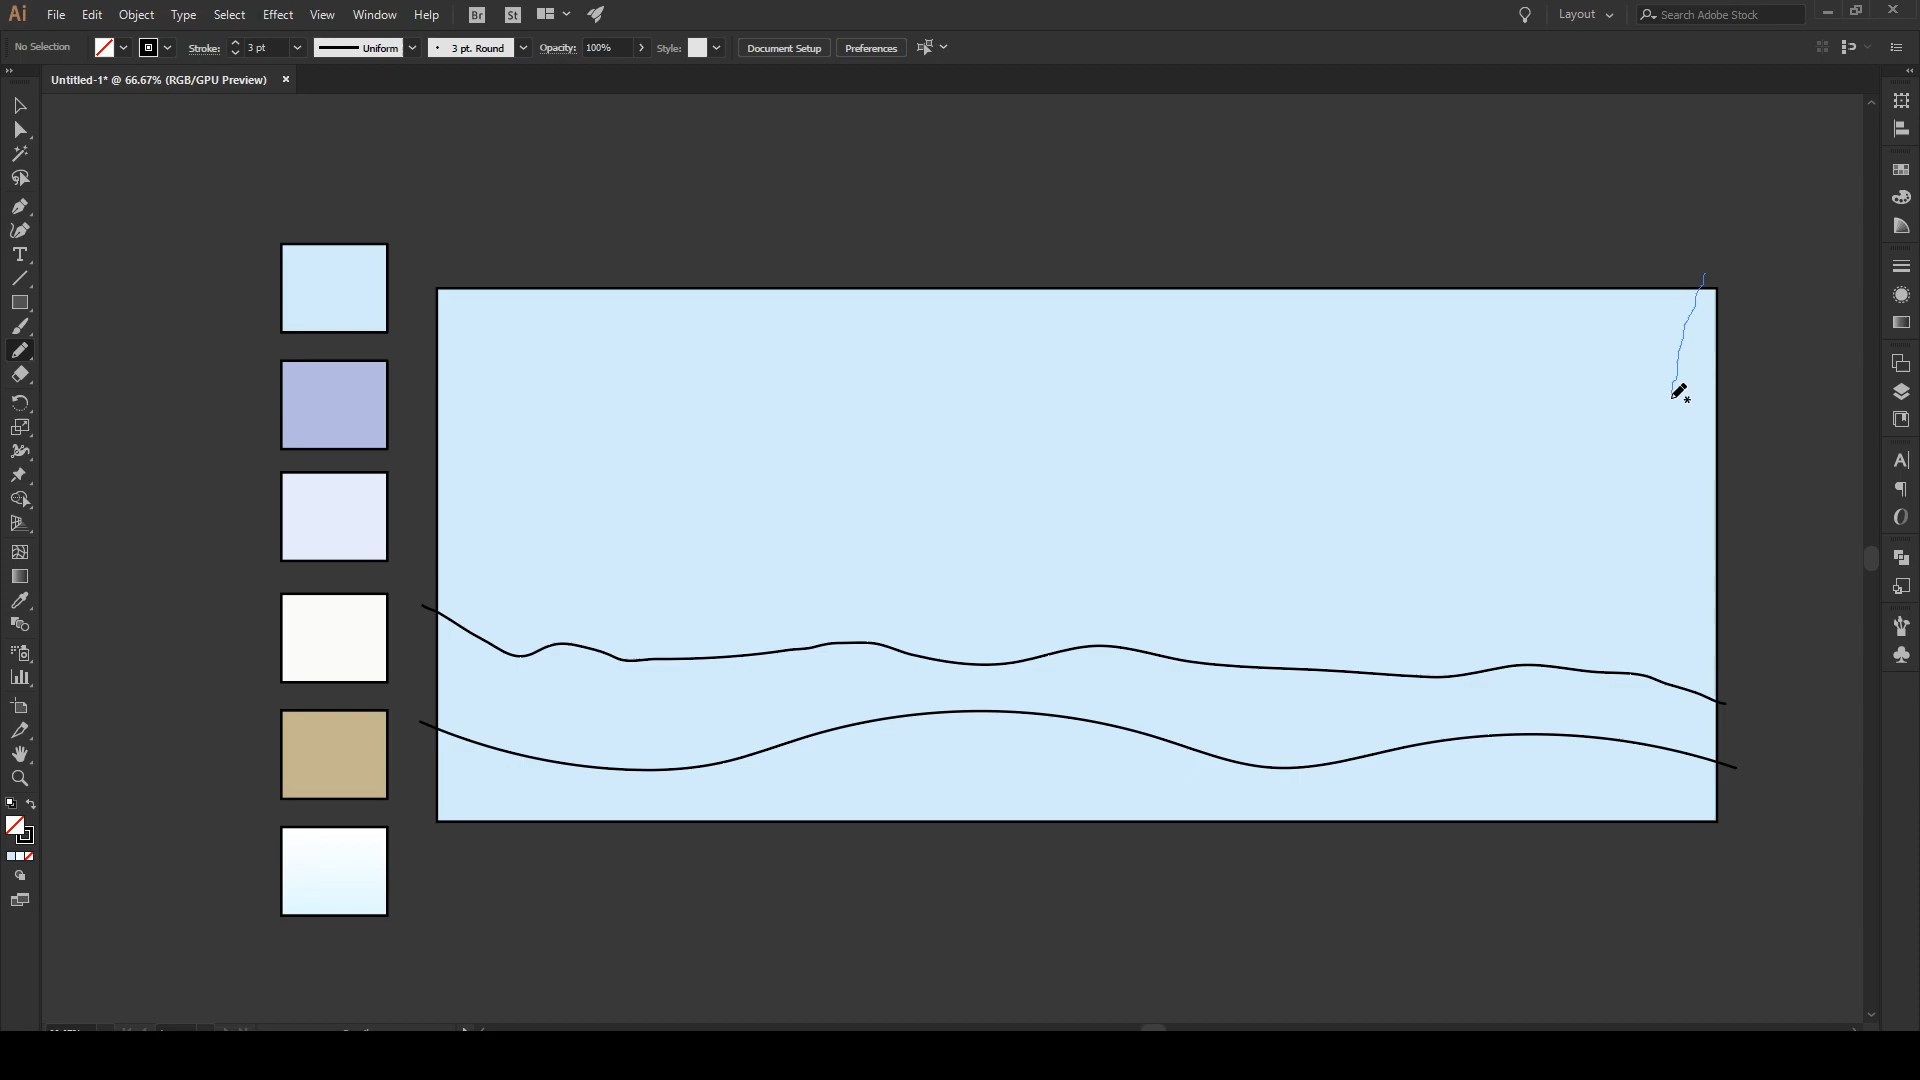 Ai File Edit Object Type Select Effect View Window Help Br St Layout Search Adobe Stock
No Selection Stroke: 3 pt Uniform 3 pt. Round Opacity: 100% Style: Document Setup Preferences
Untitled-1* @ 66.67% (RGB/GPU Preview)